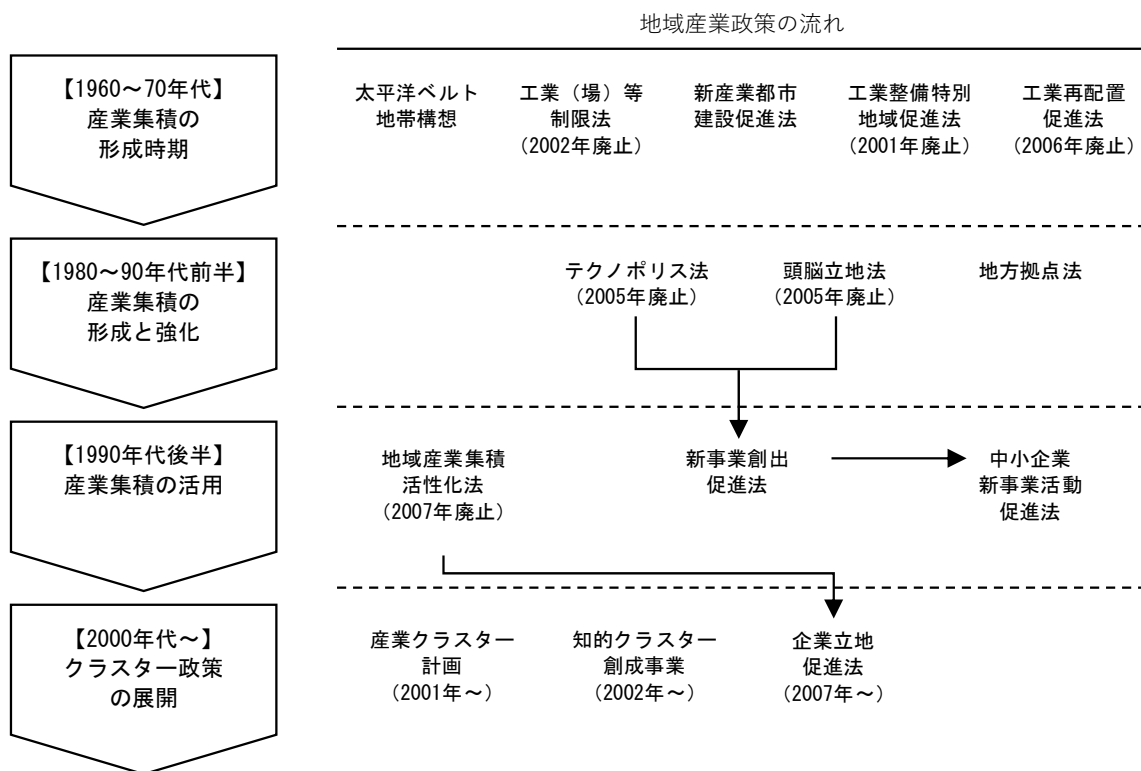 地域産業政策の流れ
【1960～70年代】
産業集積の
形成時期
太平洋ベルト
地帯構想
工業（場）等
制限法
（2002年廃止）
新産業都市
建設促進法
工業整備特別
地域促進法
（2001年廃止）
工業再配置
促進法
（2006年廃止）
【1980～90年代前半】
産業集積の
形成と強化
テクノポリス法
（2005年廃止）
頭脳立地法
（2005年廃止）
地方拠点法
【1990年代後半】
産業集積の活用
地域産業集積
活性化法
（2007年廃止）
新事業創出
促進法
中小企業
新事業活動
促進法
【2000年代～】
クラスター政策
の展開
産業クラスター
計画
（2001年～）
知的クラスター
創成事業
（2002年～）
企業立地
促進法
（2007年～）